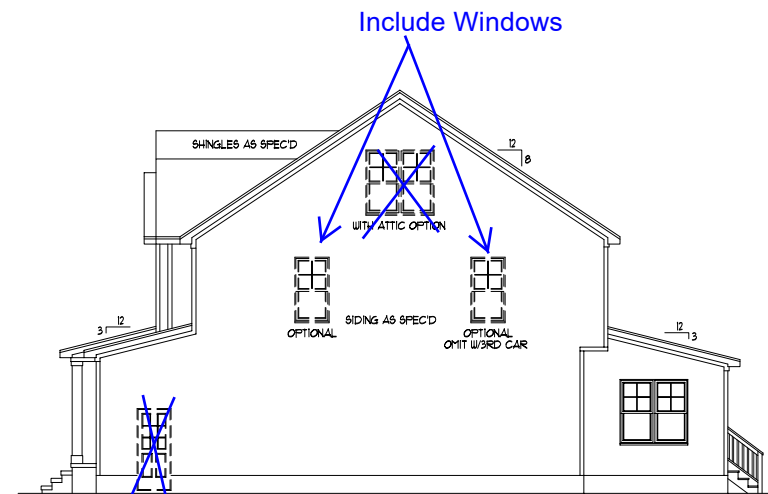 Include Windows
SHINGLES AS SPEC'D
12
8
WITH ATTIC OPTION
OPTIONAL
SIDING AS SPEC'D
OPTIONAL
OMIT W/3RD CAR
12
3
12
3